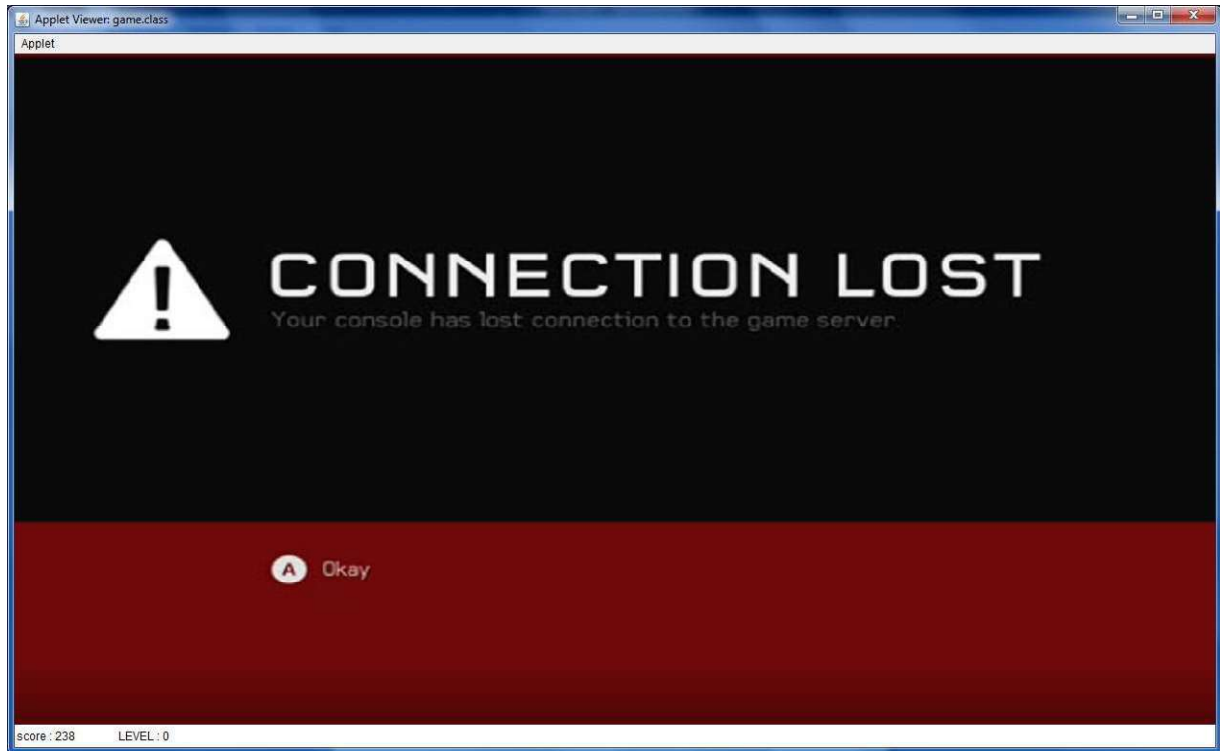 Applet Viewer: game.class
Applet
CONNECTION LOST
Your console has lost connection to the game server.
A Okay
score : 238 LEVEL : 0